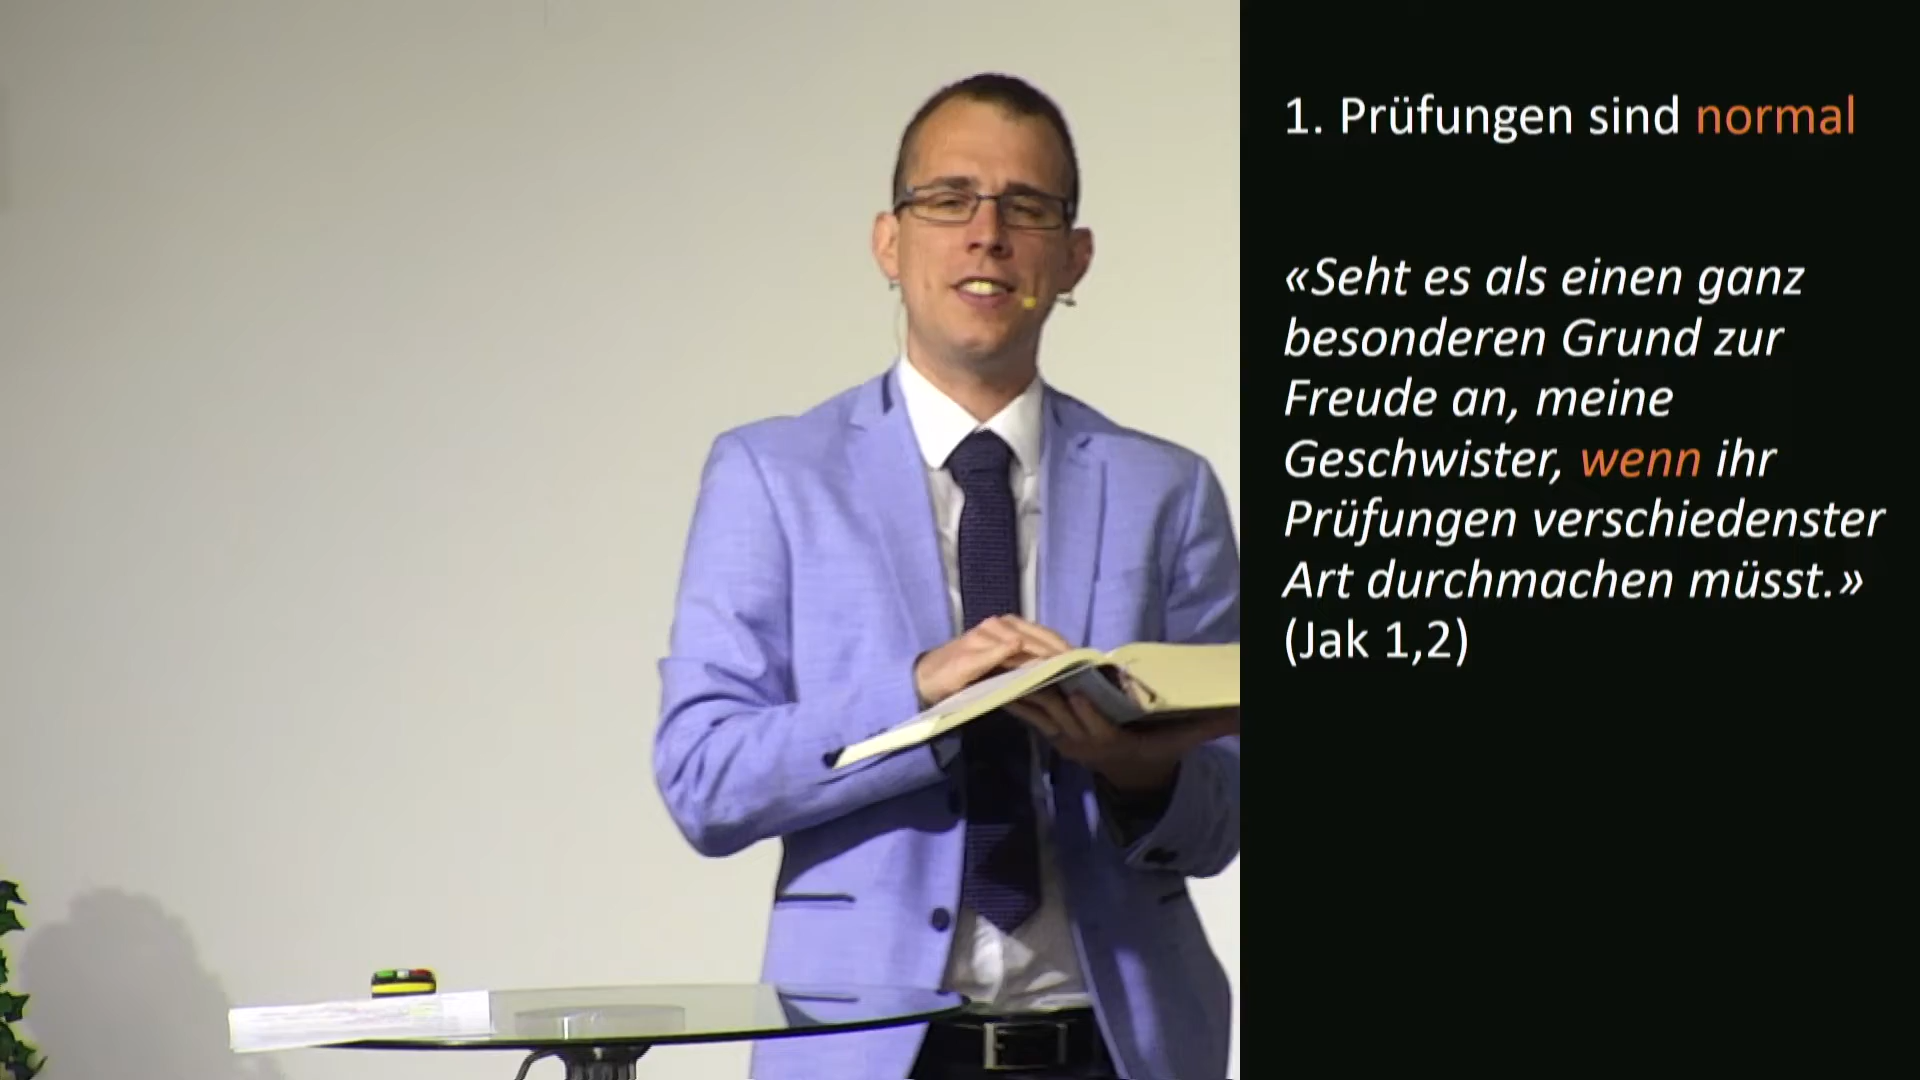 1. Prüfungen sind normal
«Seht es als einen ganz
besonderen Grund zur
Freude an, meine
Geschwister, wenn ihr
Prüfungen verschiedenster
Art durchmachen müsst.»
(Jak 1,2)